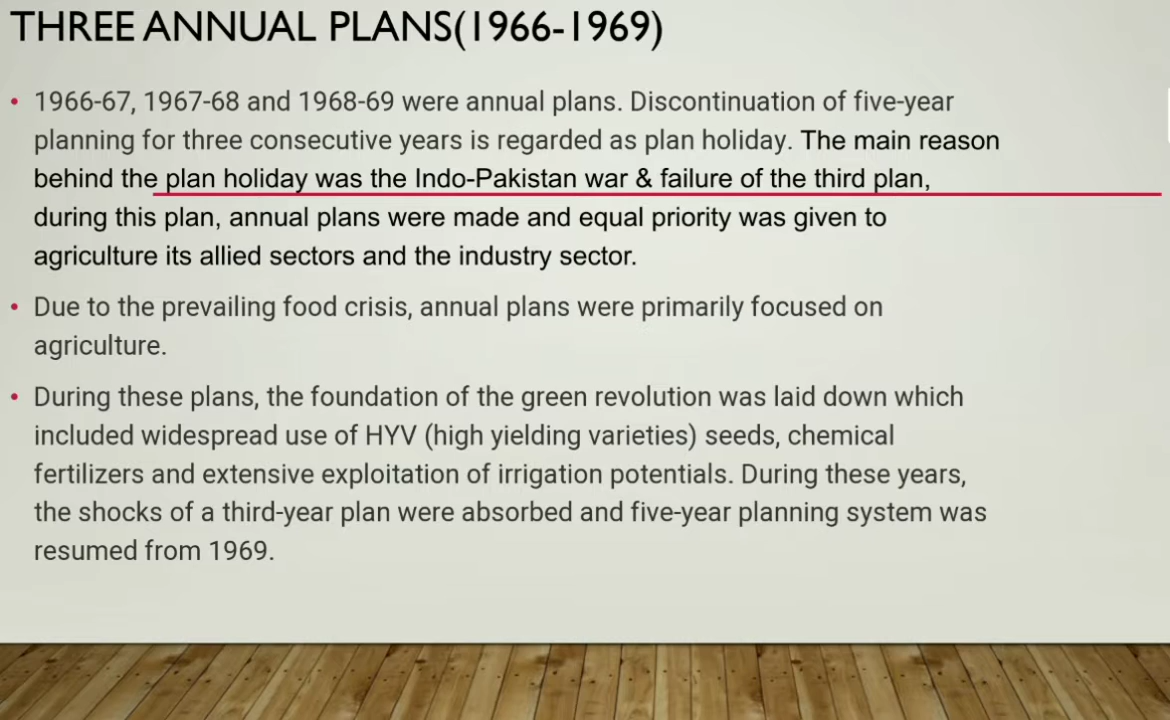 THREE ANNUAL PLANS(1966-1969)
• 1966-67, 1967-68 and 1968-69 were annual plans. Discontinuation of five-year
planning for three consecutive years is regarded as plan holiday. The main reason
behind the plan holiday was the Indo-Pakistan war & failure of the third plan,
during this plan, annual plans were made and equal priority was given to
agriculture its allied sectors and the industry sector.
• Due to the prevailing food crisis, annual plans were primarily focused on
agriculture.
• During these plans, the foundation of the green revolution was laid down which
included widespread use of HYV (high yielding varieties) seeds, chemical
fertilizers and extensive exploitation of irrigation potentials. During these years,
the shocks of a third-year plan were absorbed and five-year planning system was
resumed from 1969.